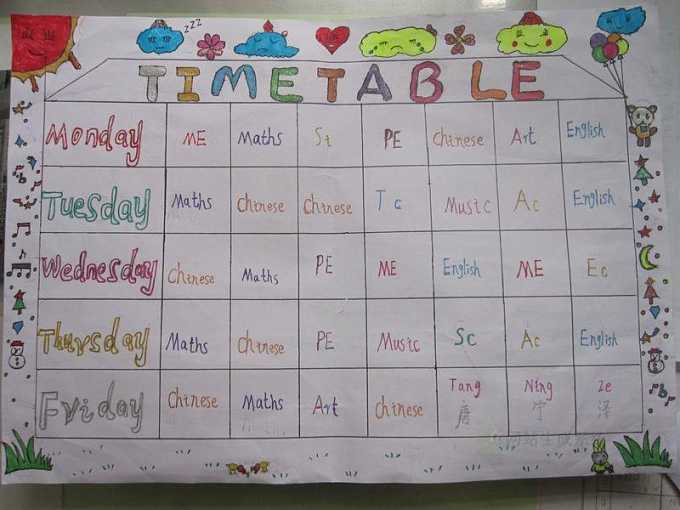 zzz
TIMETABLE
Monday ME Maths St PE Chinese Art English
Tuesday Maths Chinese Chinese Tc Music Ac English
Wednesday Chinese Maths PE ME English ME Ec
Thursday Maths Chinese PE Music Sc Ac English
Friday Chinese Maths Art Chinese Tang Ning Ze
唐 宁 泽